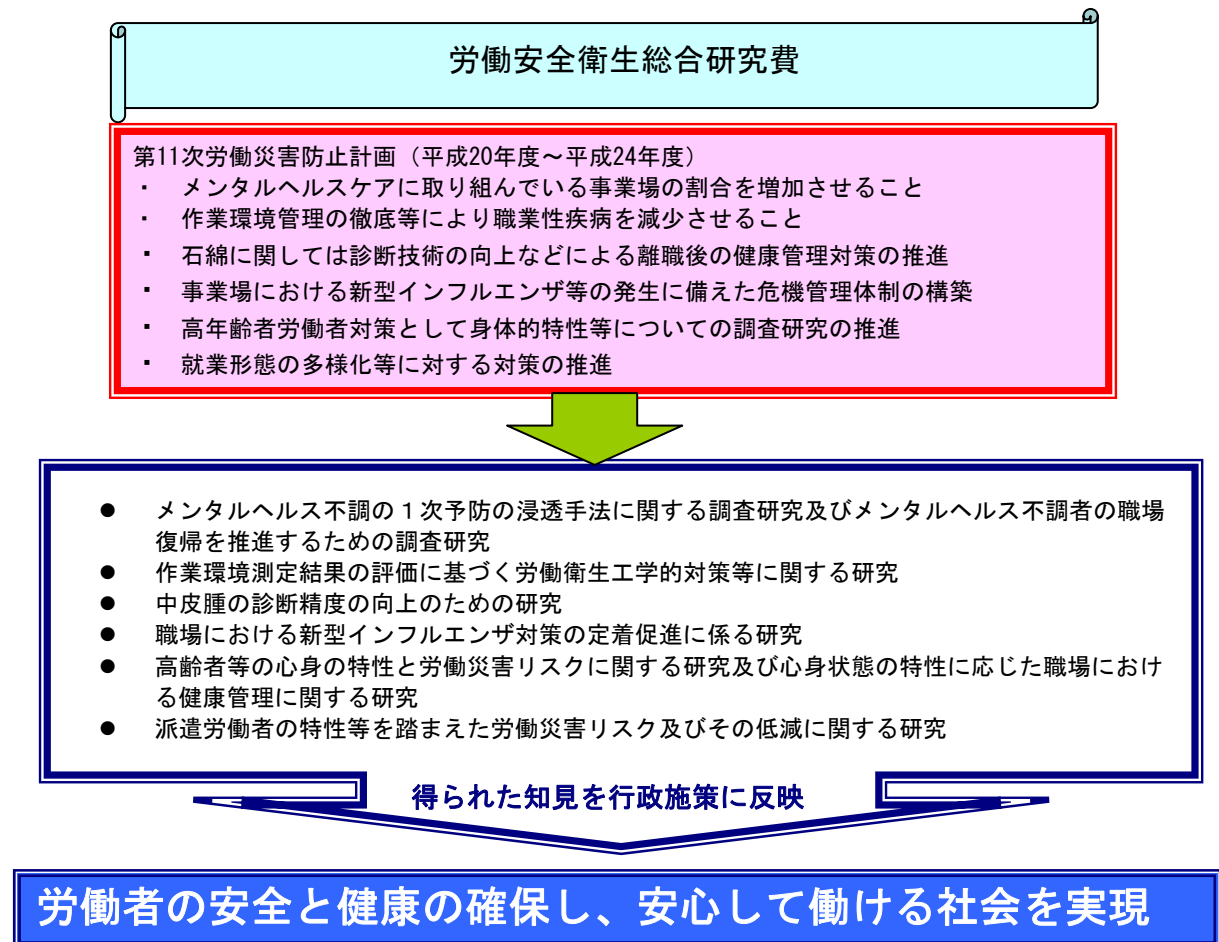 労働安全衛生総合研究費
第11次労働災害防止計画（平成20年度～平成24年度）
・ メンタルヘルスケアに取り組んでいる事業場の割合を増加させること
・ 作業環境管理の徹底等により職業性疾病を減少させること
・ 石綿に関しては診断技術の向上などによる離職後の健康管理対策の推進
・ 事業場における新型インフルエンザ等の発生に備えた危機管理体制の構築
・ 高年齢者労働者対策として身体的特性等についての調査研究の推進
・ 就業形態の多様化等に対する対策の推進
● メンタルヘルス不調の１次予防の浸透手法に関する調査研究及びメンタルヘルス不調者の職場
復帰を推進するための調査研究
● 作業環境測定結果の評価に基づく労働衛生工学的対策等に関する研究
● 中皮腫の診断精度の向上のための研究
● 職場における新型インフルエンザ対策の定着促進に係る研究
● 高齢者等の心身の特性と労働災害リスクに関する研究及び心身状態の特性に応じた職場におけ
る健康管理に関する研究
● 派遣労働者の特性等を踏まえた労働災害リスク及びその低減に関する研究
得られた知見を行政施策に反映
労働者の安全と健康の確保し、安心して働ける社会を実現